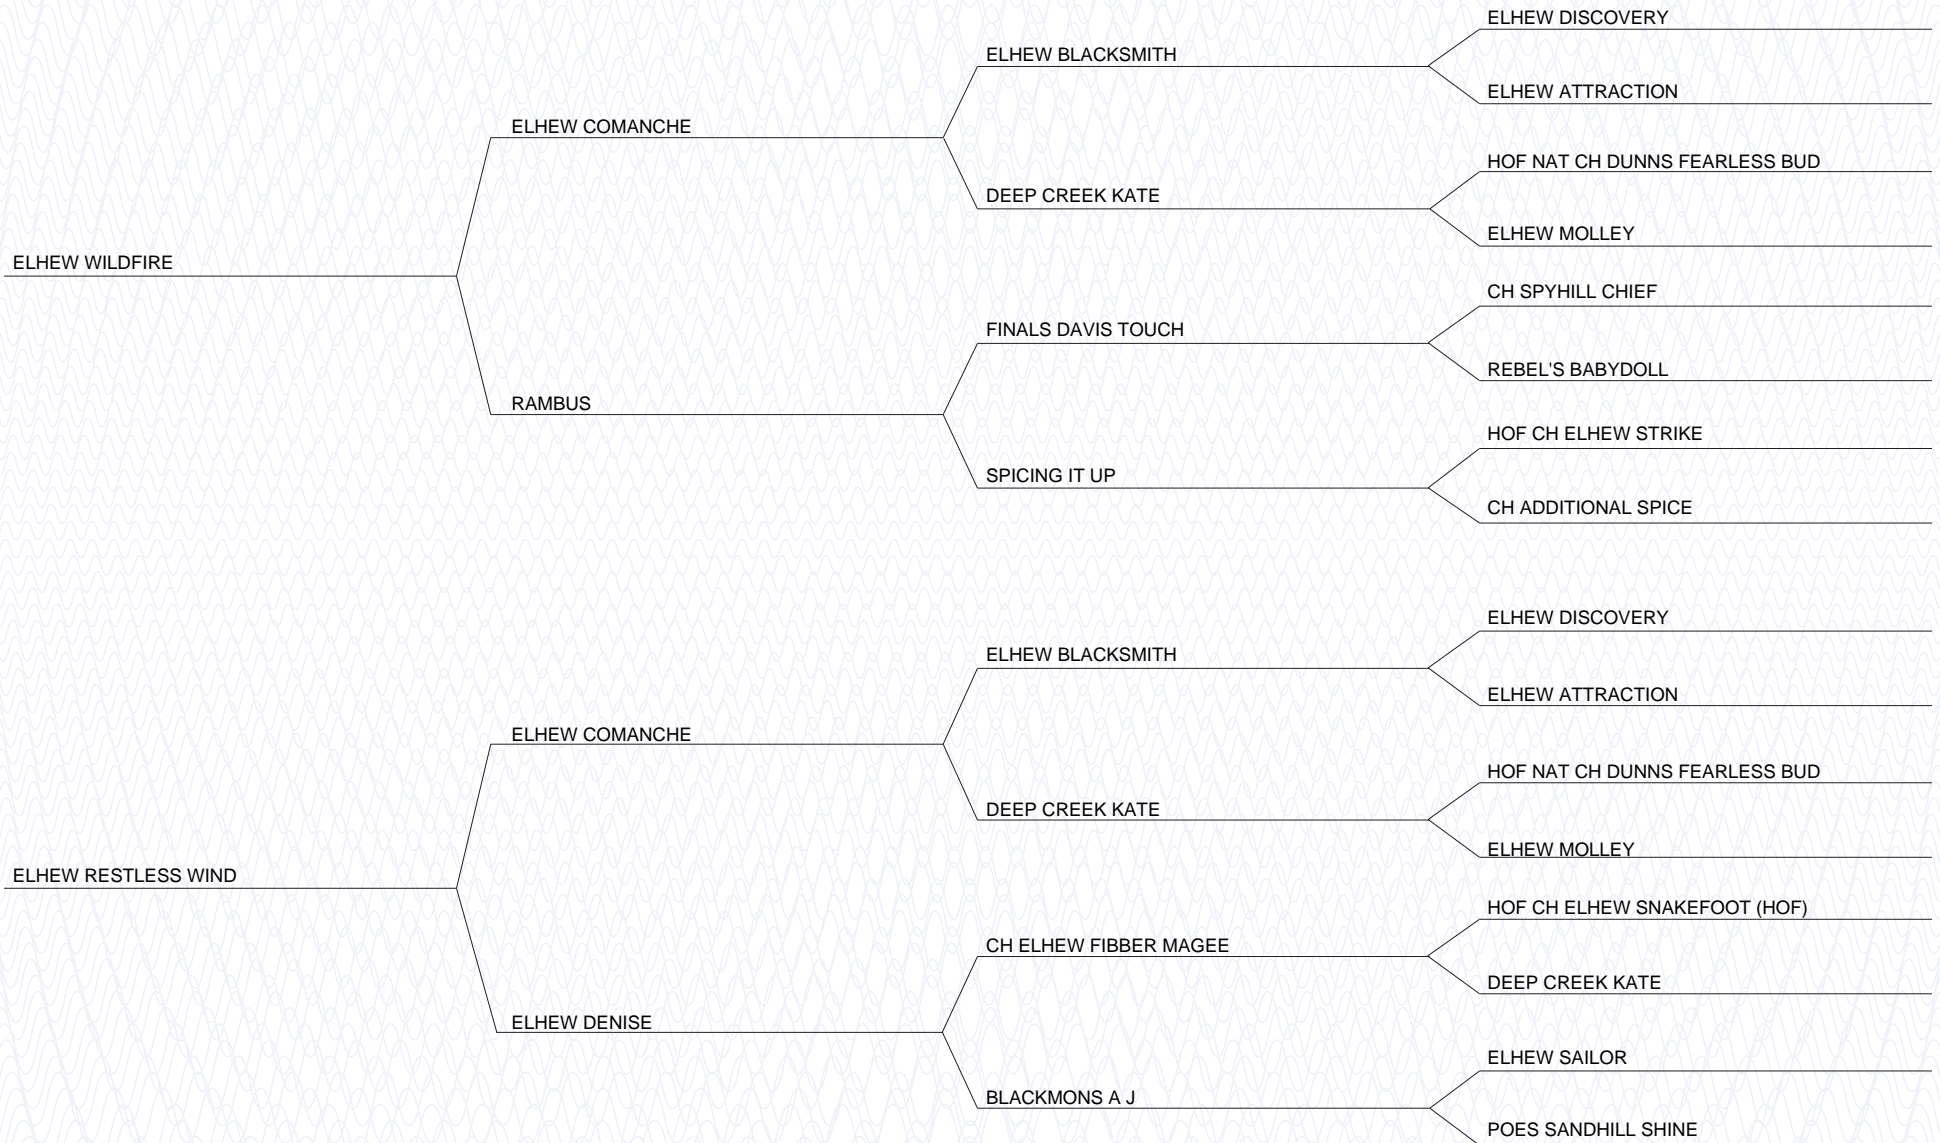 ELHEW DISCOVERY
ELHEW BLACKSMITH
ELHEW ATTRACTION
ELHEW COMANCHE
HOF NAT CH DUNNS FEARLESS BUD
DEEP CREEK KATE
ELHEW MOLLEY
ELHEW WILDFIRE
CH SPYHILL CHIEF
FINALS DAVIS TOUCH
REBEL'S BABYDOLL
RAMBUS
HOF CH ELHEW STRIKE
SPICING IT UP
CH ADDITIONAL SPICE
ELHEW DISCOVERY
ELHEW BLACKSMITH
ELHEW ATTRACTION
ELHEW COMANCHE
HOF NAT CH DUNNS FEARLESS BUD
DEEP CREEK KATE
ELHEW MOLLEY
ELHEW RESTLESS WIND
HOF CH ELHEW SNAKEFOOT (HOF)
CH ELHEW FIBBER MAGEE
DEEP CREEK KATE
ELHEW DENISE
ELHEW SAILOR
BLACKMONS A J
POES SANDHILL SHINE